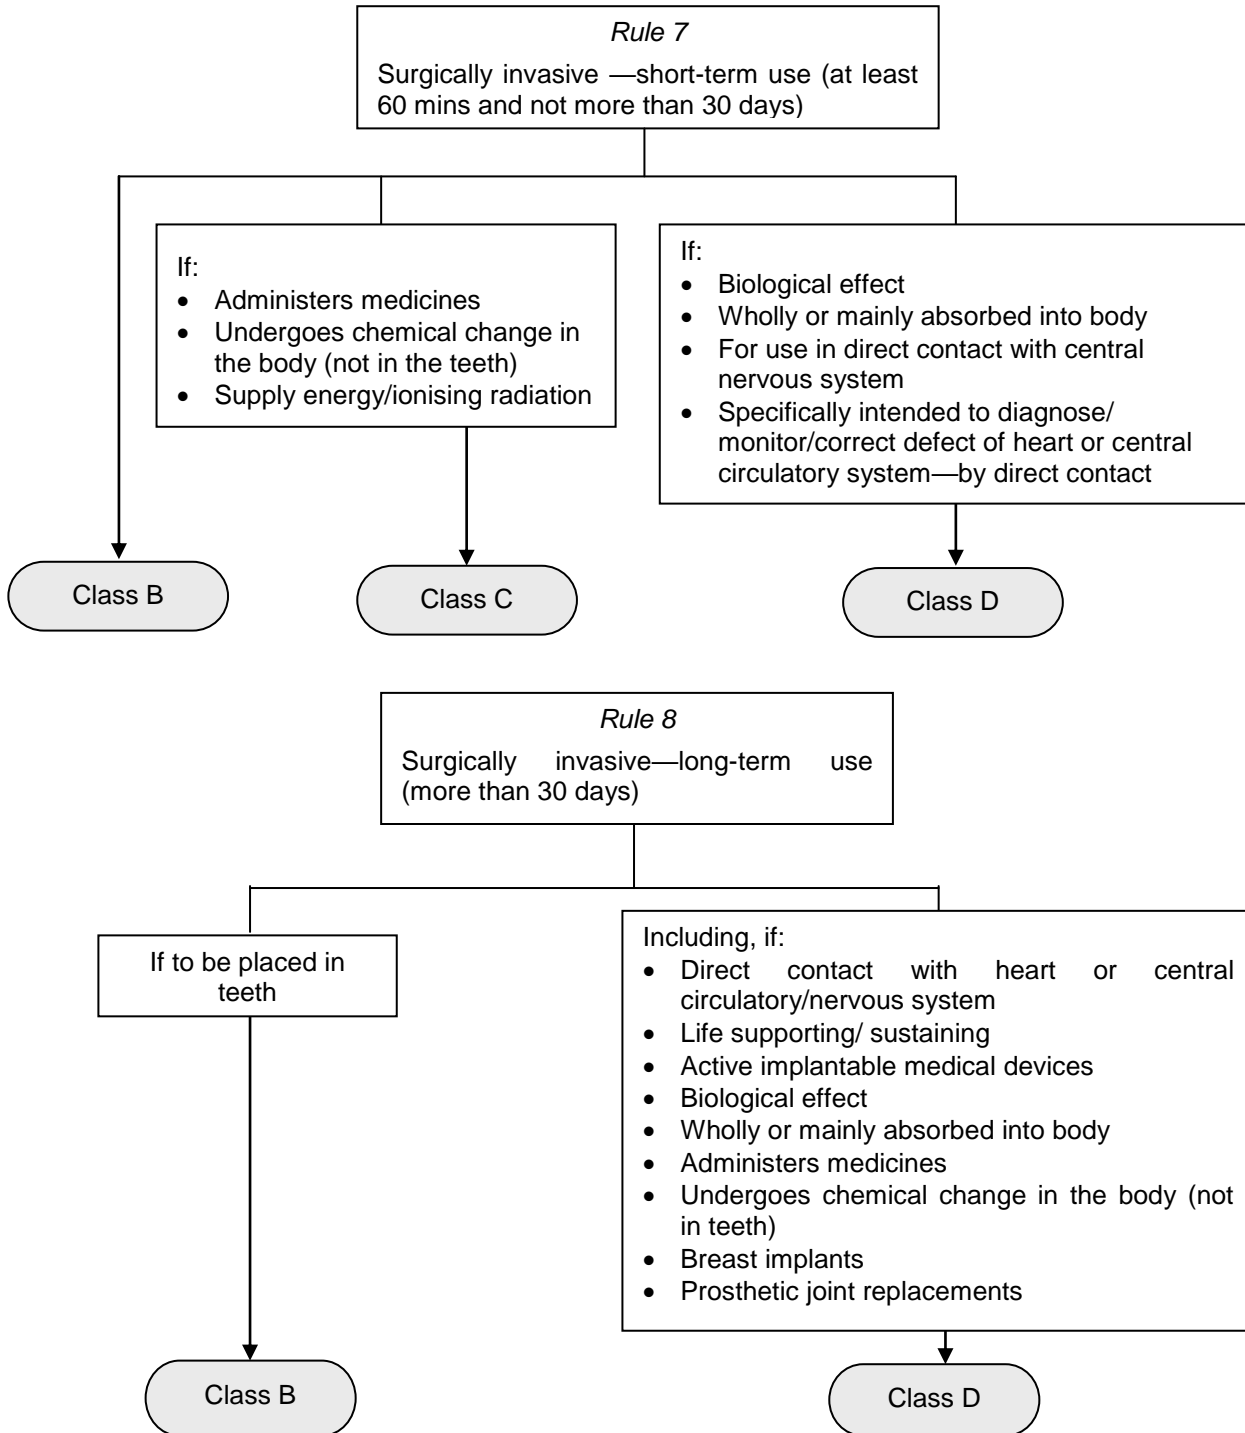 Rule 7
Surgically invasive —short-term use (at least
60 mins and not more than 30 days)
If:
• Administers medicines
• Undergoes chemical change in
the body (not in the teeth)
• Supply energy/ionising radiation
If:
• Biological effect
• Wholly or mainly absorbed into body
• For use in direct contact with central
nervous system
• Specifically intended to diagnose/
monitor/correct defect of heart or central
circulatory system—by direct contact
Class B
Class C
Class D
Rule 8
Surgically invasive—long-term use
(more than 30 days)
If to be placed in
teeth
Including, if:
• Direct contact with heart or central
circulatory/nervous system
• Life supporting/ sustaining
• Active implantable medical devices
• Biological effect
• Wholly or mainly absorbed into body
• Administers medicines
• Undergoes chemical change in the body (not
in teeth)
• Breast implants
• Prosthetic joint replacements
Class B
Class D